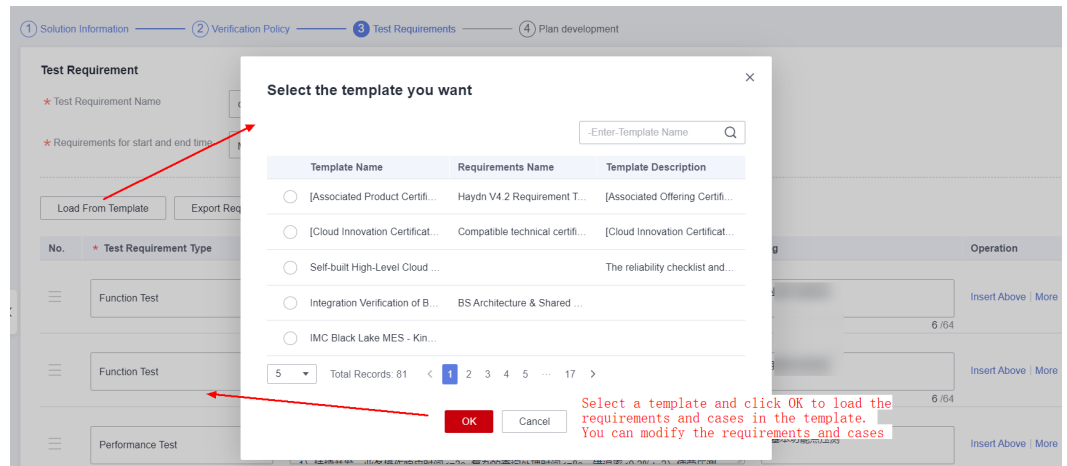 1 Solution Information
2 Verification Policy
3 Test Requirements
4 Plan development
Test Requirement
* Test Requirement Name
* Requirements for start and end time
Load From Template
Export Req
No.
* Test Requirement Type
Operation
Function Test
Insert Above | More
6 /64
Function Test
Insert Above | More
6 /64
Performance Test
Insert Above | More
Select the template you want
-Enter-Template Name
Template Name Requirements Name Template Description
[Associated Product Certifi... Haydn V4.2 Requirement T... [Associated Offering Certifi...
[Cloud Innovation Certificat... Compatible technical certifi... [Cloud Innovation Certificat...
Self-built High-Level Cloud ... The reliability checklist and...
Integration Verification of B... BS Architecture & Shared ...
IMC Black Lake MES - Kin...
5 Total Records: 81 < 1 2 3 4 5 ... 17 >
OK Cancel
Select a template and click OK to load the
requirements and cases in the template.
You can modify the requirements and cases